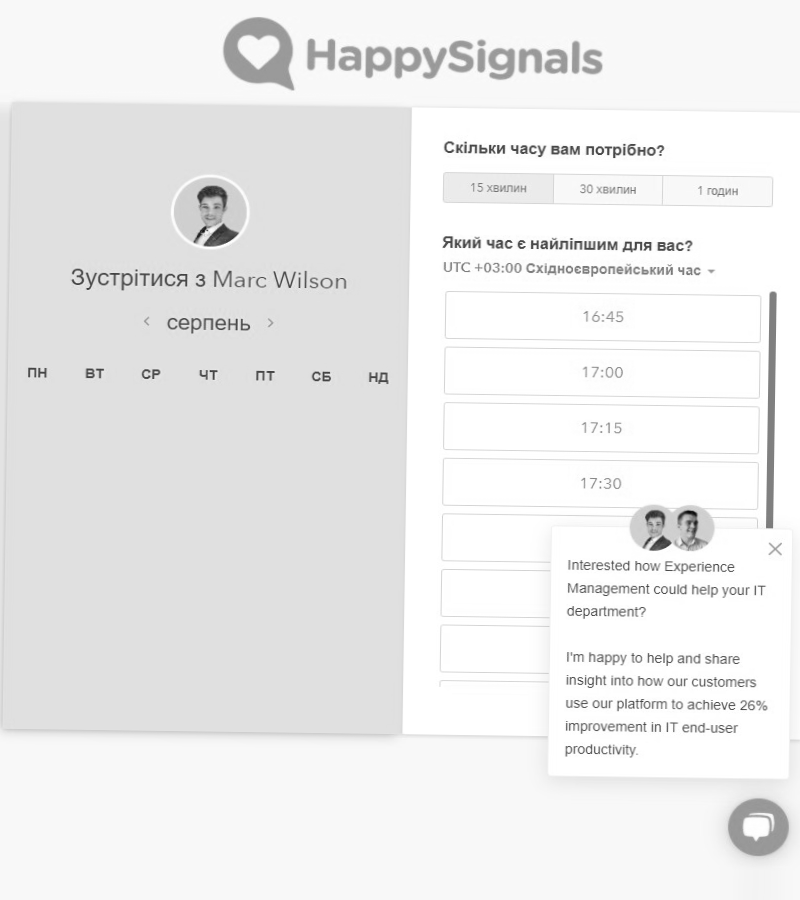 HappySignals
Зустрітися з Marc Wilson
серпень
ПН ВТ СР ЧТ ПТ СБ НД
Скільки часу вам потрібно?
15 хвилин 30 хвилин 1 годин
Який час є найліпшим для вас?
UTC +03:00 Східноєвропейський час
16:45
17:00
17:15
17:30
Interested how Experience
Management could help your IT
department?
I'm happy to help and share
insight into how our customers
use our platform to achieve 26%
improvement in IT end-user
productivity.